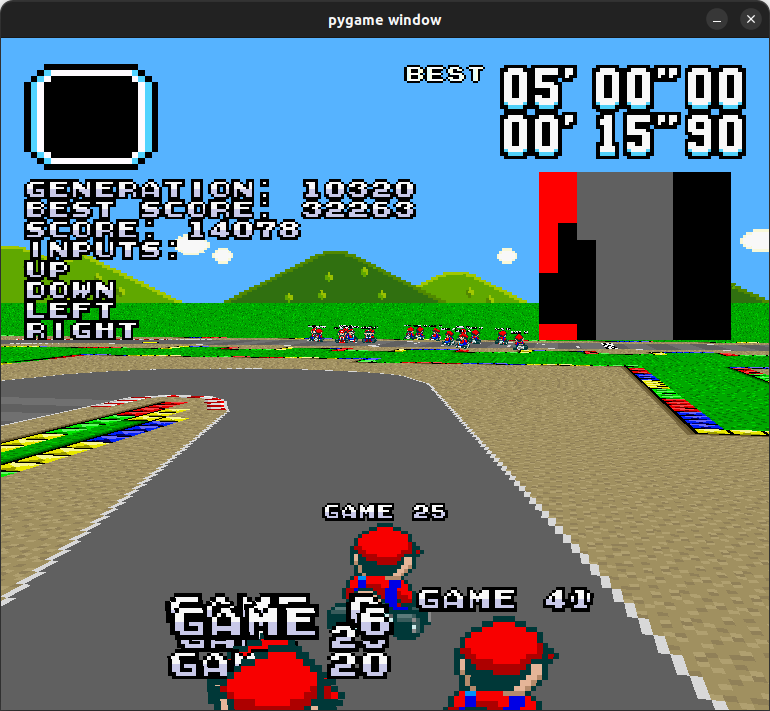 pygame window
BEST 05' 00" 00
00' 15" 90
GENERATION: 10320
BEST SCORE: 32263
SCORE: 14078
INPUTS:
UP
DOWN
LEFT
RIGHT
GAME 25
GAME 41
GAME 6
GAME 20